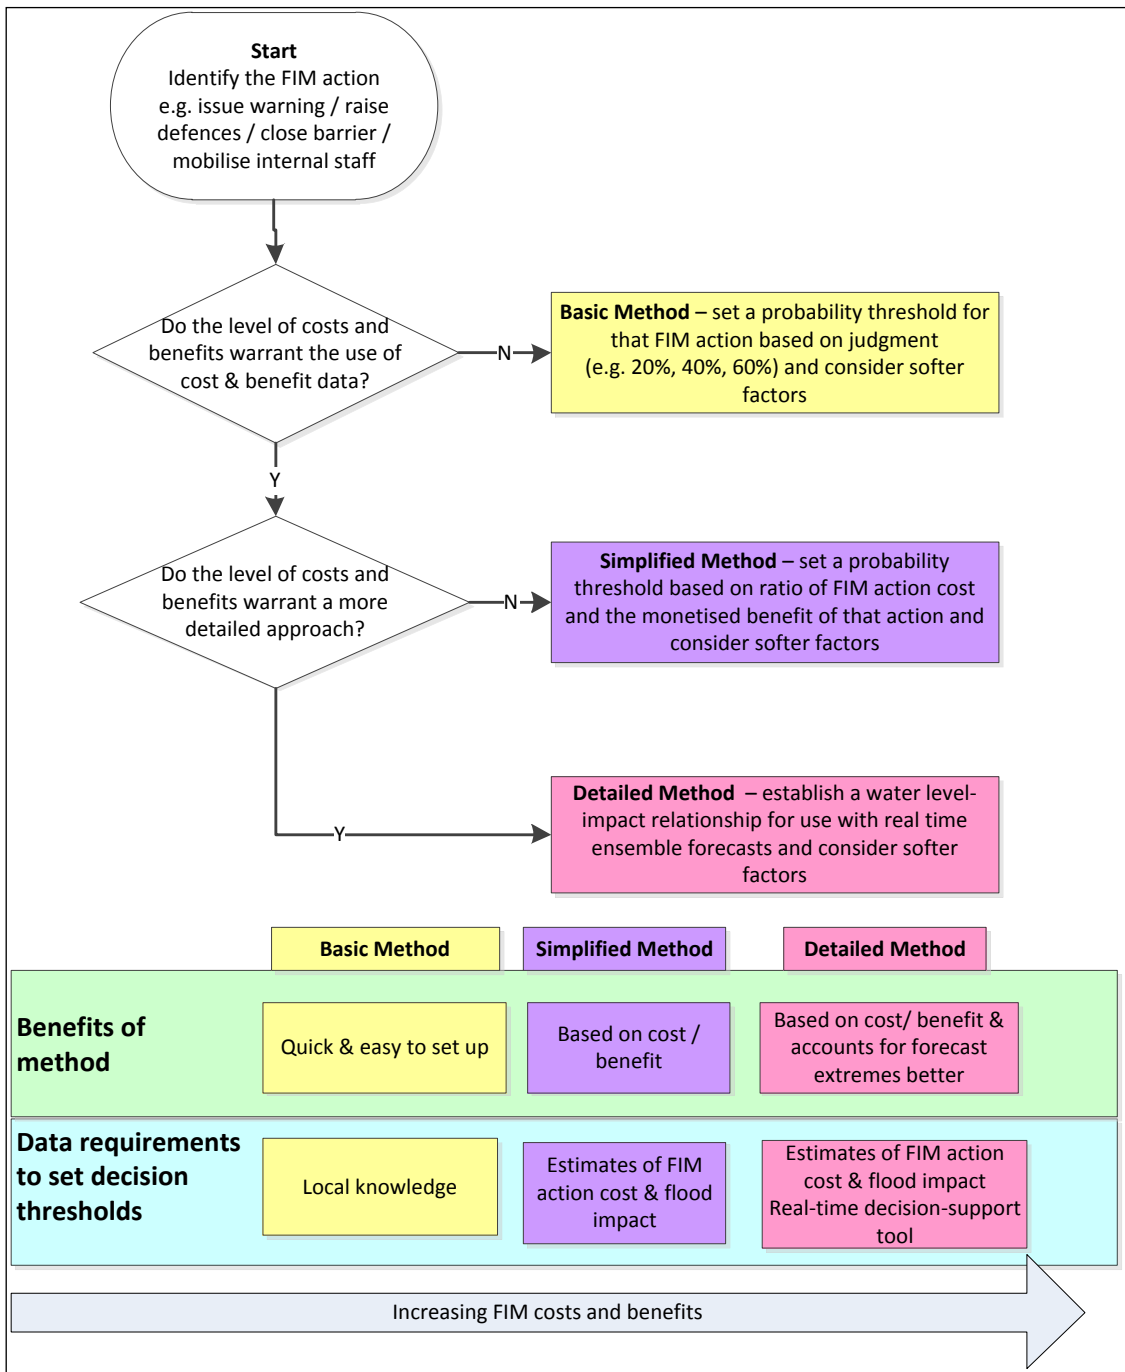 Start
Identify the FIM action
e.g. issue warning / raise
defences / close barrier /
mobilise internal staff
Do the level of costs and
benefits warrant the use of
cost & benefit data?
N
Basic Method – set a probability threshold for
that FIM action based on judgment
(e.g. 20%, 40%, 60%) and consider softer
factors
Y
Do the level of costs and
benefits warrant a more
detailed approach?
N
Simplified Method – set a probability
threshold based on ratio of FIM action cost
and the monetised benefit of that action and
consider softer factors
Y
Detailed Method – establish a water level-
impact relationship for use with real time
ensemble forecasts and consider softer
factors
Basic Method
Simplified Method
Detailed Method
Benefits of
method
Quick & easy to set up
Based on cost /
benefit
Based on cost/ benefit &
accounts for forecast
extremes better
Data requirements
to set decision
thresholds
Local knowledge
Estimates of FIM
action cost & flood
impact
Estimates of FIM action
cost & flood impact
Real-time decision-support
tool
Increasing FIM costs and benefits